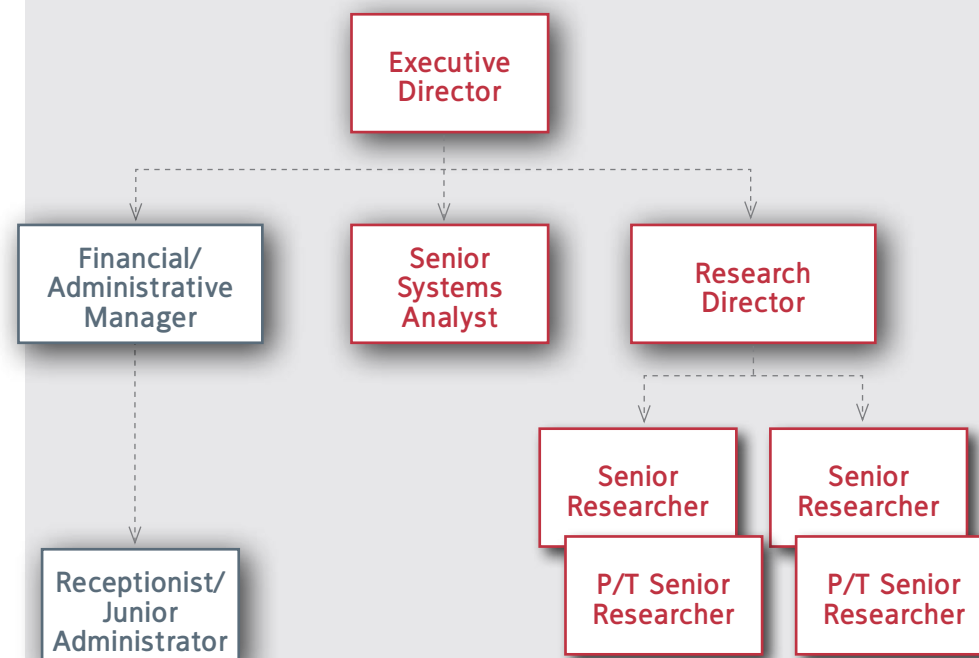 Executive
Director
Financial/
Administrative
Manager
Senior
Systems
Analyst
Research
Director
Senior
Researcher
Senior
Researcher
P/T Senior
Researcher
P/T Senior
Researcher
Receptionist/
Junior
Administrator